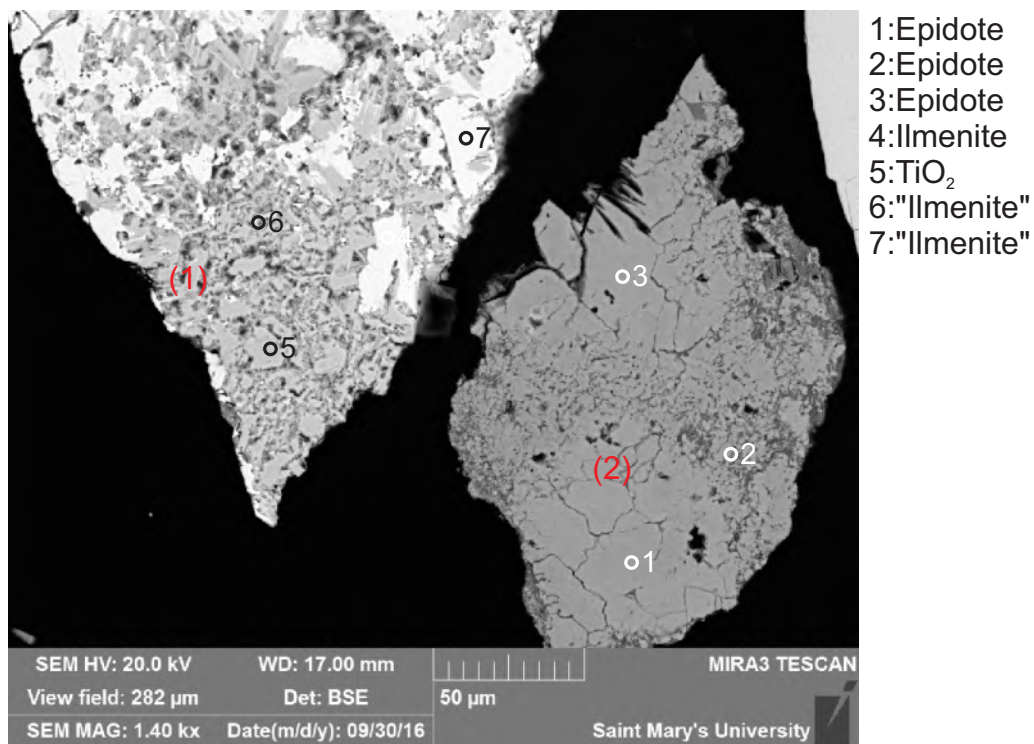 1:Epidote
2:Epidote
3:Epidote
4:Ilmenite
5:TiO₂
6:"Ilmenite"
7:"Ilmenite"
7
6
4
(1)
3
5
(2)
2
1
SEM HV: 20.0 kV WD: 17.00 mm MIRA3 TESCAN
View field: 282 µm Det: BSE 50 µm
SEM MAG: 1.40 kx Date(m/d/y): 09/30/16 Saint Mary's University